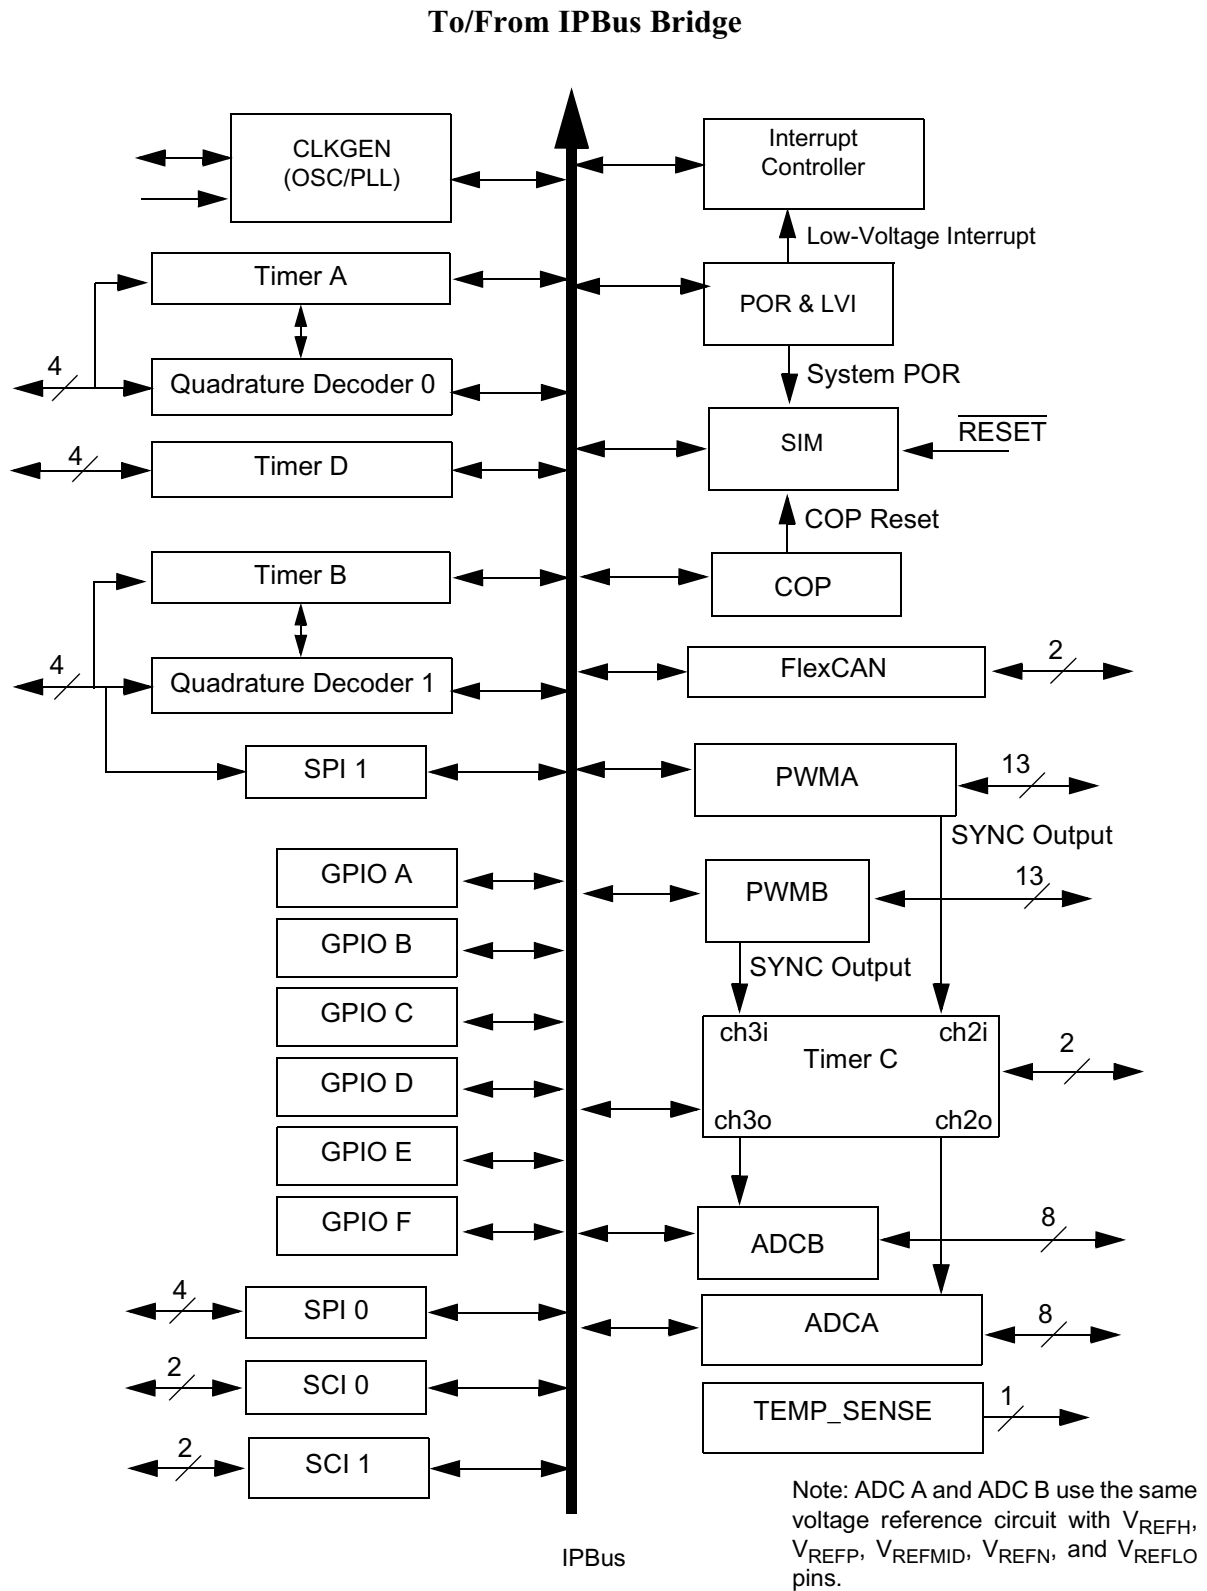 To/From IPBus Bridge
CLKGEN
(OSC/PLL)
Interrupt
Controller
Low-Voltage Interrupt
Timer A
POR & LVI
4
Quadrature Decoder 0
System POR
4
Timer D
SIM
RESET
COP Reset
Timer B
COP
4
Quadrature Decoder 1
FlexCAN
2
SPI 1
PWMA
13
SYNC Output
GPIO A
PWMB
13
GPIO B
SYNC Output
GPIO C
ch3i
ch2i
Timer C
2
GPIO D
ch3o
ch2o
GPIO E
GPIO F
ADCB
8
4
SPI 0
ADCA
8
2
SCI 0
TEMP_SENSE
1
2
SCI 1
Note: ADC A and ADC B use the same
voltage reference circuit with VREFH,
VREFP, VREFMID, VREFN, and VREFLO
pins.
IPBus